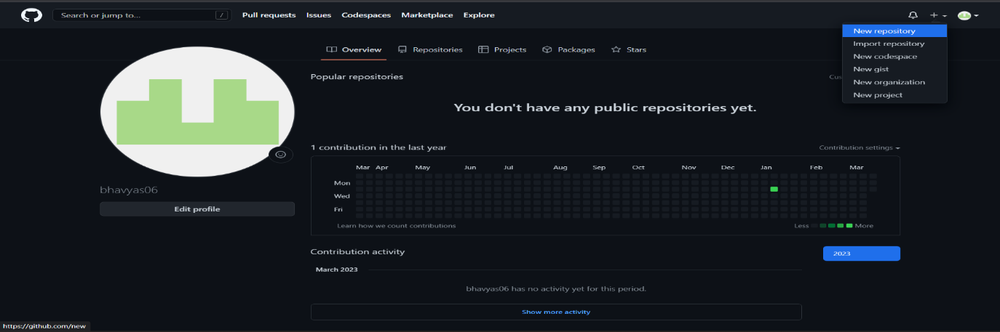 Search or jump to... / Pull requests Issues Codespaces Marketplace Explore
New repository
Import repository
New codespace
New gist
New organization
New project
Overview Repositories Projects Packages Stars
Popular repositories
You don't have any public repositories yet.
1 contribution in the last year Contribution settings
Mar Apr May Jun Jul Aug Sep Oct Nov Dec Jan Feb Mar
Mon
Wed
Fri
Learn how we count contributions Less More
bhavyas06
Edit profile
Contribution activity 2023
March 2023
bhavyas06 has no activity yet for this period.
Show more activity
https://github.com/new